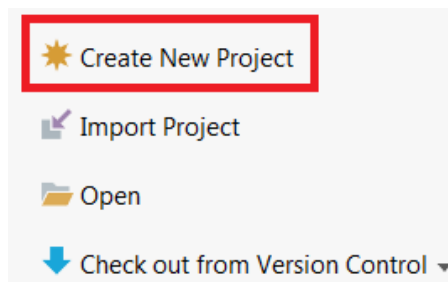 Create New Project
Import Project
Open
Check out from Version Control